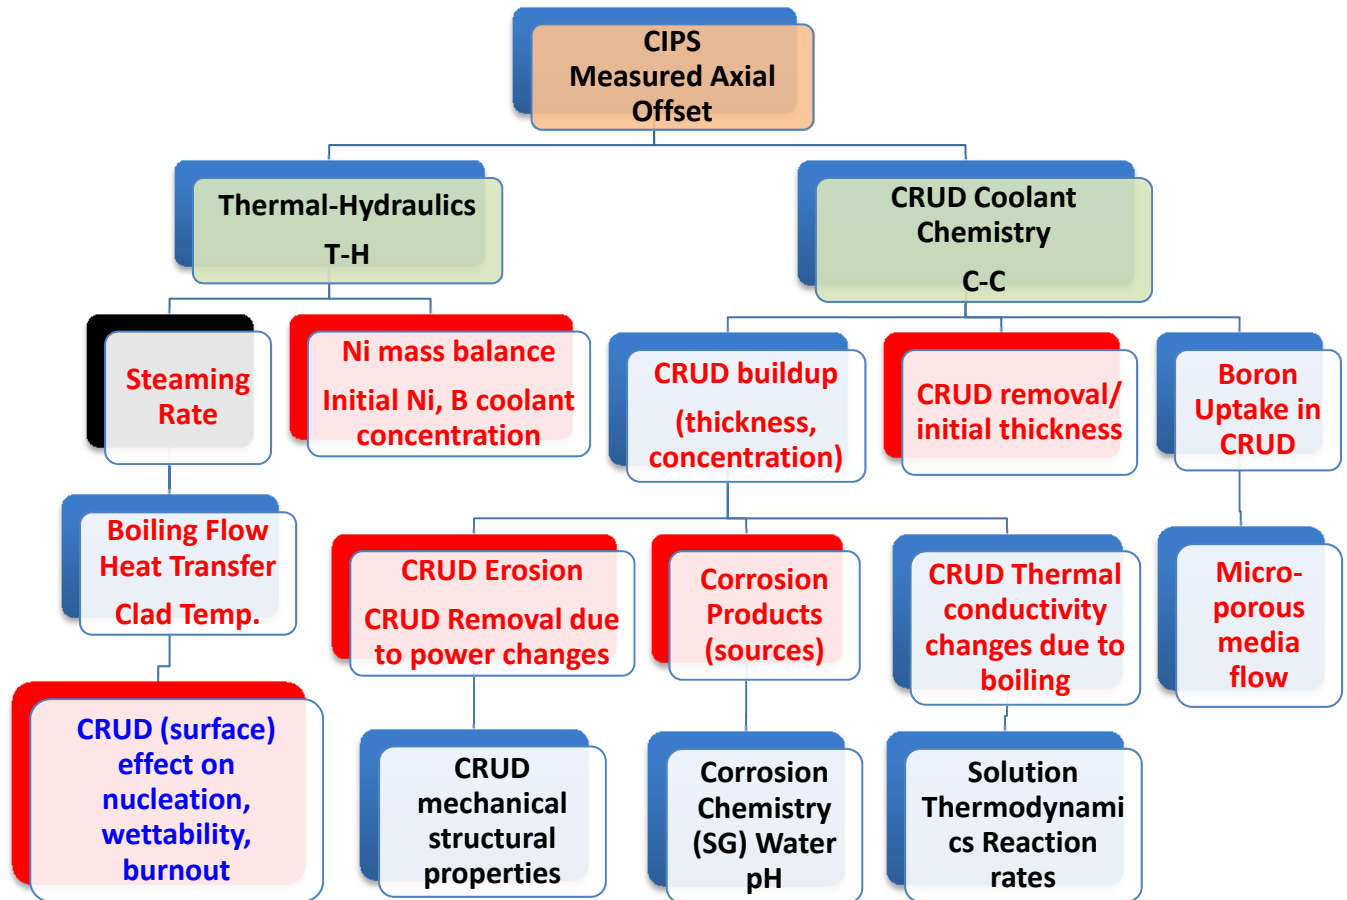 CIPS
Measured Axial
Offset
Thermal-Hydraulics
T-H
CRUD Coolant
Chemistry
C-C
Steaming
Rate
Ni mass balance
Initial Ni, B coolant
concentration
CRUD buildup
(thickness,
concentration)
CRUD removal/
initial thickness
Boron
Uptake in
CRUD
Boiling Flow
Heat Transfer
Clad Temp.
CRUD Erosion
CRUD Removal due
to power changes
Corrosion
Products
(sources)
CRUD Thermal
conductivity
changes due to
boiling
Micro-
porous
media
flow
CRUD (surface)
effect on
nucleation,
wettability,
burnout
CRUD
mechanical
structural
properties
Corrosion
Chemistry
(SG) Water
pH
Solution
Thermodynami
cs Reaction
rates